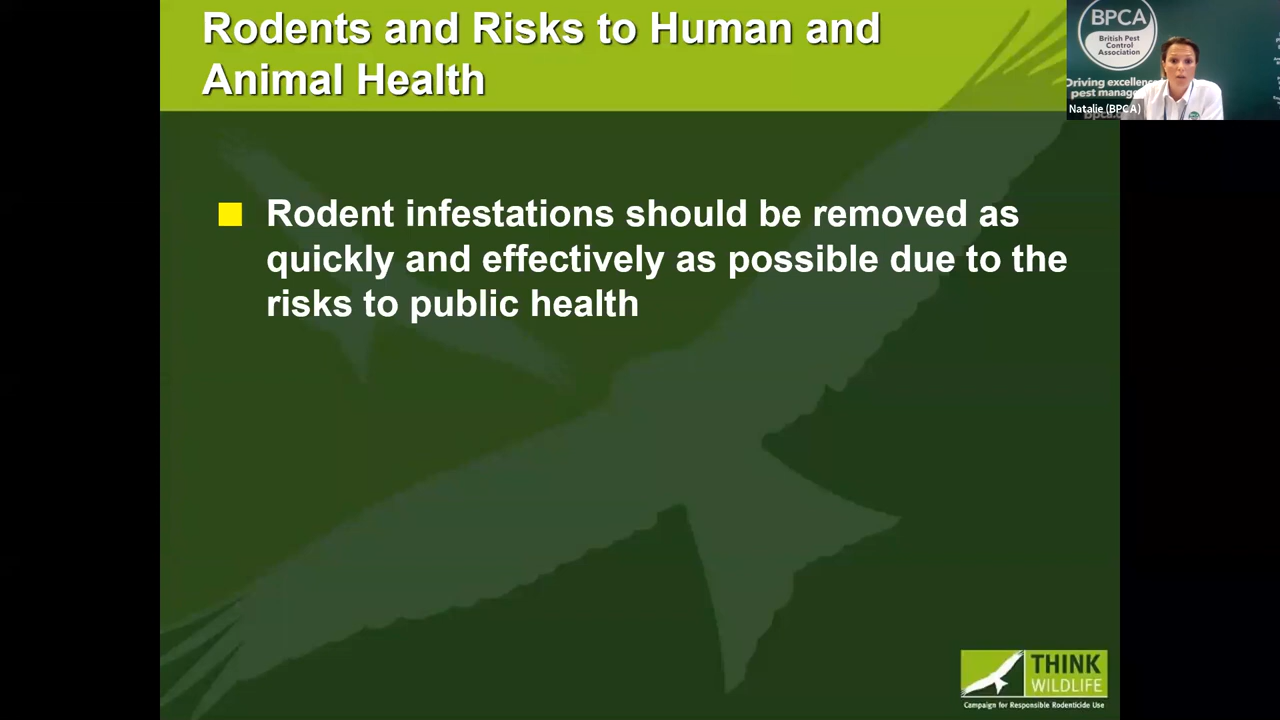 Rodents and Risks to Human and
Animal Health
BPCA
British Pest
Control
Association
Driving excellenc
pest manag
Natalie (BPCA)
Rodent infestations should be removed as
quickly and effectively as possible due to the
risks to public health
THINK
WILDLIFE
Campaign for Responsible Rodenticide Use